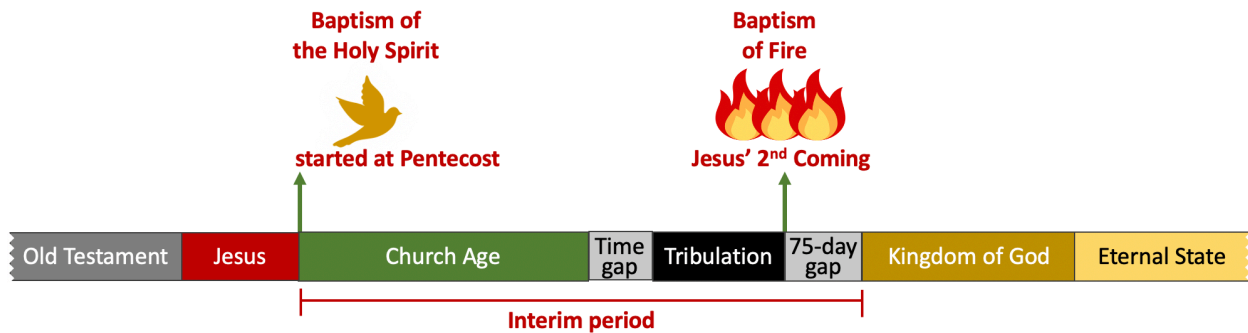 Baptism of
the Holy Spirit
started at Pentecost
Baptism
of Fire
Jesus’ 2nd Coming
Old Testament
Jesus
Church Age
Time
gap
Tribulation
75-day
gap
Kingdom of God
Eternal State
Interim period